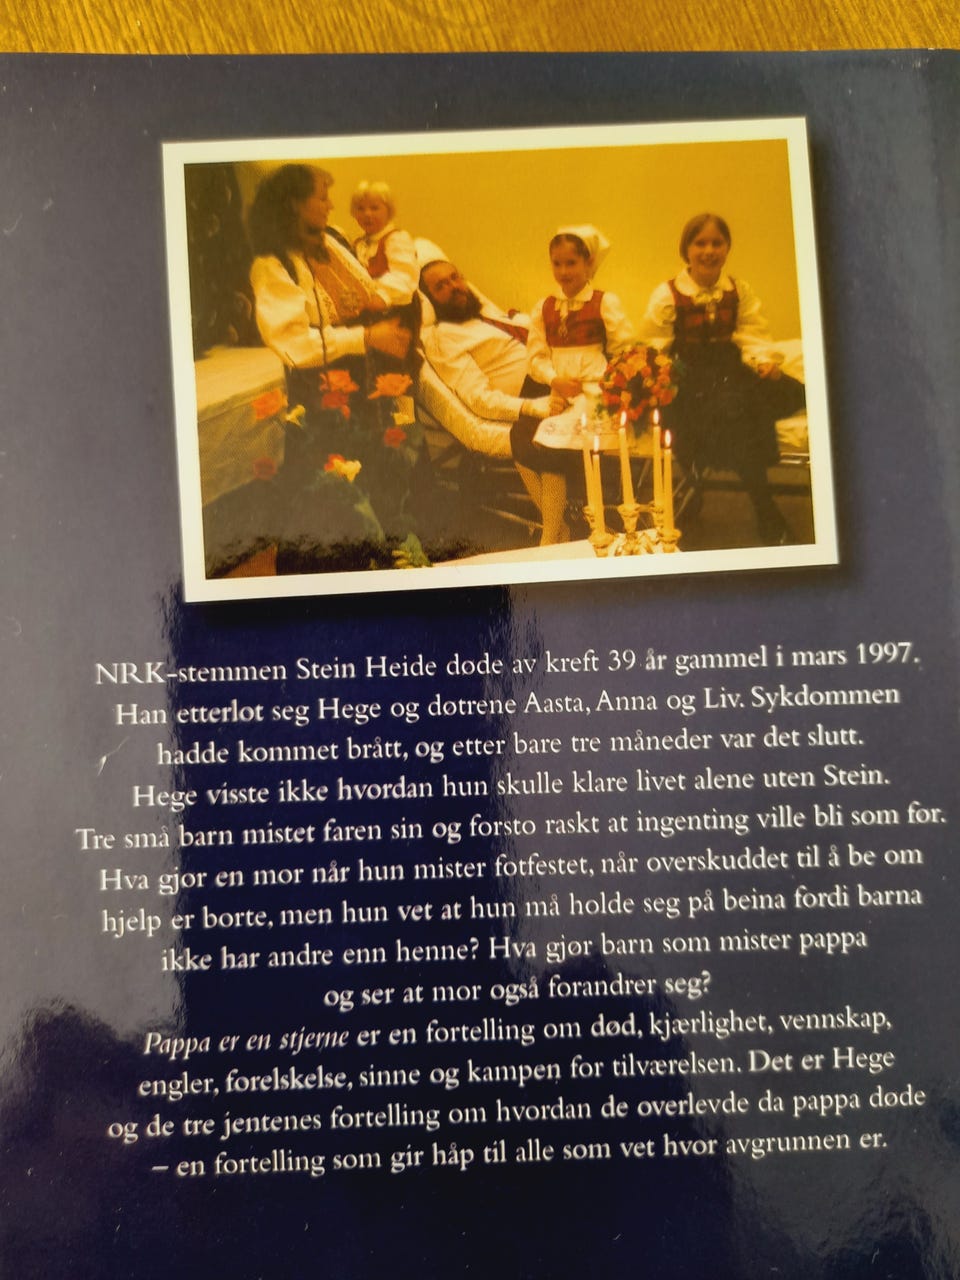 NRK-stemmen Stein Heide døde av kreft 39 år gammel i mars 1997.
Han etterlot seg Hege og døtrene Aasta, Anna og Liv. Sykdommen
hadde kommet brått, og etter bare tre måneder var det slutt.
Hege visste ikke hvordan hun skulle klare livet alene uten Stein.
Tre små barn mistet faren sin og forsto raskt at ingenting ville bli som før.
Hva gjør en mor når hun mister fotfestet, når overskuddet til å be om
hjelp er borte, men hun vet at hun må holde seg på beina fordi barna
ikke har andre enn henne? Hva gjør barn som mister pappa
og ser at mor også forandrer seg?
Pappa er en stjerne er en fortelling om død, kjærlighet, vennskap,
engler, forelskelse, sinne og kampen for tilværelsen. Det er Hege
og de tre jentenes fortelling om hvordan de overlevde da pappa døde
– en fortelling som gir håp til alle som vet hvor avgrunnen er.